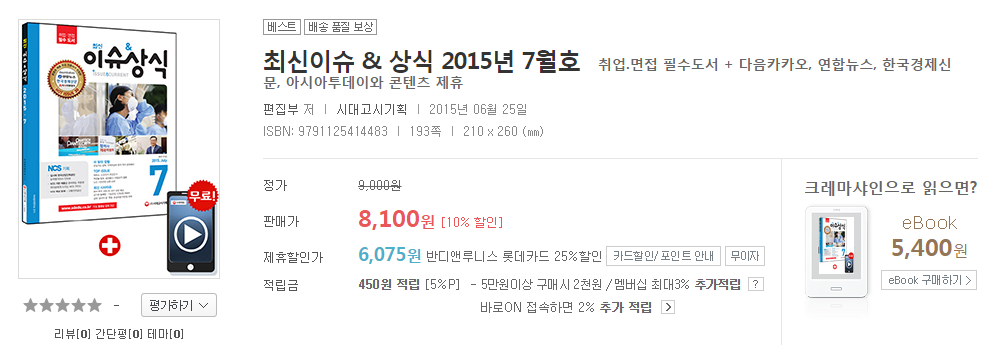 베스트 배송 품질 보상
최신이슈 & 상식 2015년 7월호 취업.면접 필수도서 + 다음카카오, 연합뉴스, 한국경제신
문, 아시아투데이와 콘텐츠 제휴
편집부 저 | 시대고시기획 | 2015년 06월 25일
ISBN: 9791125414483 | 193쪽 | 210 x 260 (㎜)
최신
이슈&상식
ISSUE & CURRENT
NCS
7
무료!
정가 9,000원
판매가 8,100원 [10% 할인]
제휴할인가 6,075원 반디앤루니스 롯데카드 25%할인 카드할인/포인트 안내 무이자
적립금 450원 적립 [5%P] - 5만원이상 구매시 2천원 / 멤버십 최대3% 추가적립 ?
바로ON 접속하면 2% 추가 적립 >
크레마샤인으로 읽으면?
eBook
5,400원
eBook 구매하기 >
- 평가하기
리뷰[0] 간단평[0] 테마[0]